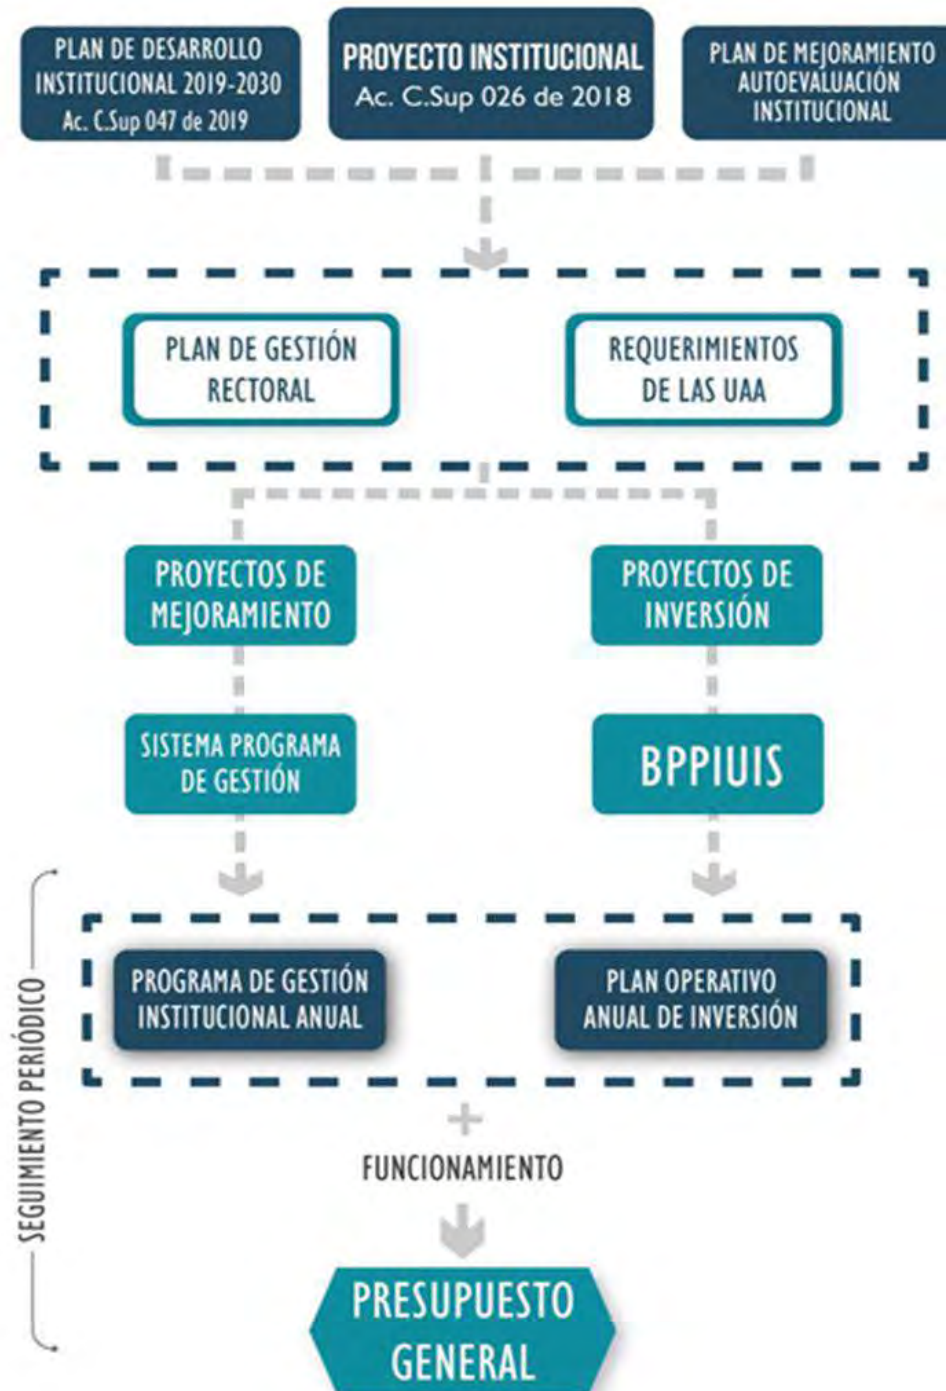 PLAN DE DESARROLLO
INSTITUCIONAL 2019-2030
Ac. C.Sup 047 de 2019
PROYECTO INSTITUCIONAL
Ac. C.Sup 026 de 2018
PLAN DE MEJORAMIENTO
AUTOEVALUACIÓN
INSTITUCIONAL
PLAN DE GESTIÓN
RECTORAL
REQUERIMIENTOS
DE LAS UAA
PROYECTOS DE
MEJORAMIENTO
PROYECTOS DE
INVERSIÓN
SISTEMA PROGRAMA
DE GESTIÓN
BPPIUIS
SEGUIMIENTO PERIÓDICO
PROGRAMA DE GESTIÓN
INSTITUCIONAL ANUAL
PLAN OPERATIVO
ANUAL DE INVERSIÓN
+
FUNCIONAMIENTO
PRESUPUESTO
GENERAL